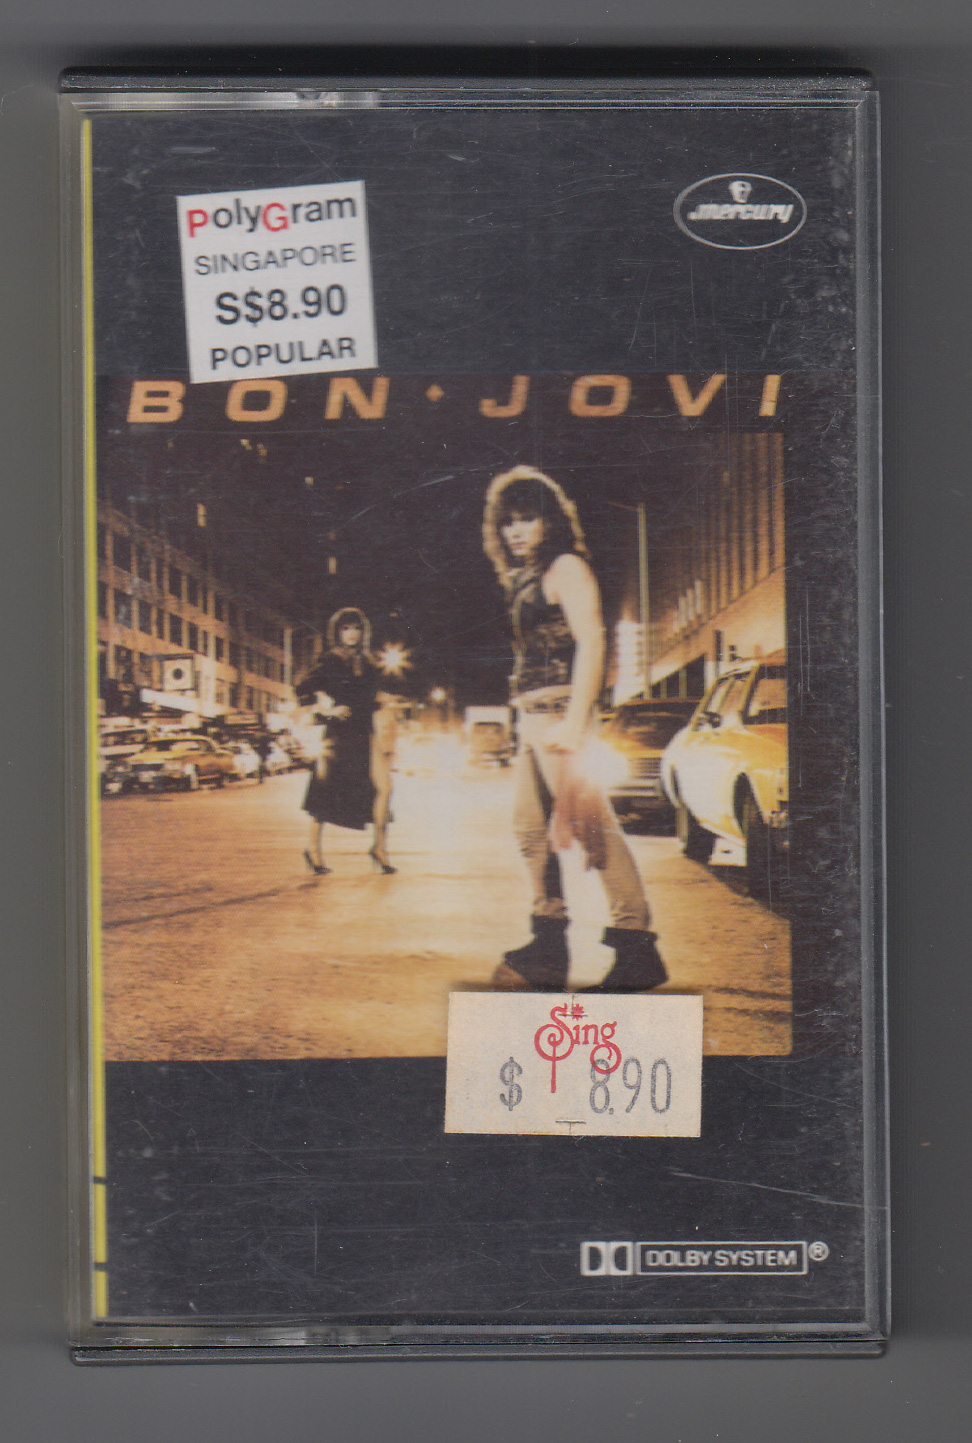 PolyGram
SINGAPORE
S$8.90
POPULAR
mercury
BON • JOVI
Sing
$ 8.90
DOLBY SYSTEM®